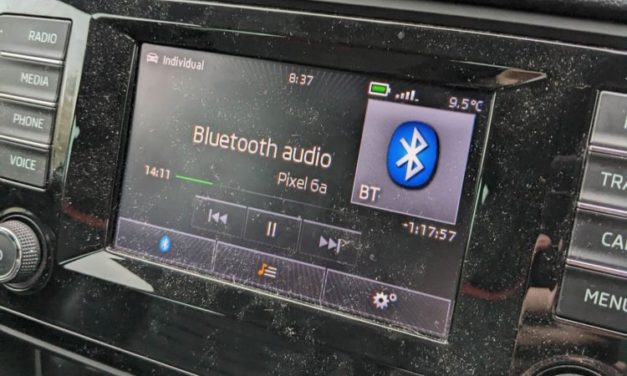 RADIO
MEDIA
PHONE
VOICE
Individual
8:37
9.5°C
Bluetooth audio
Pixel 6a
14:11
BT
-1:17:57
TRA
CA
MENU